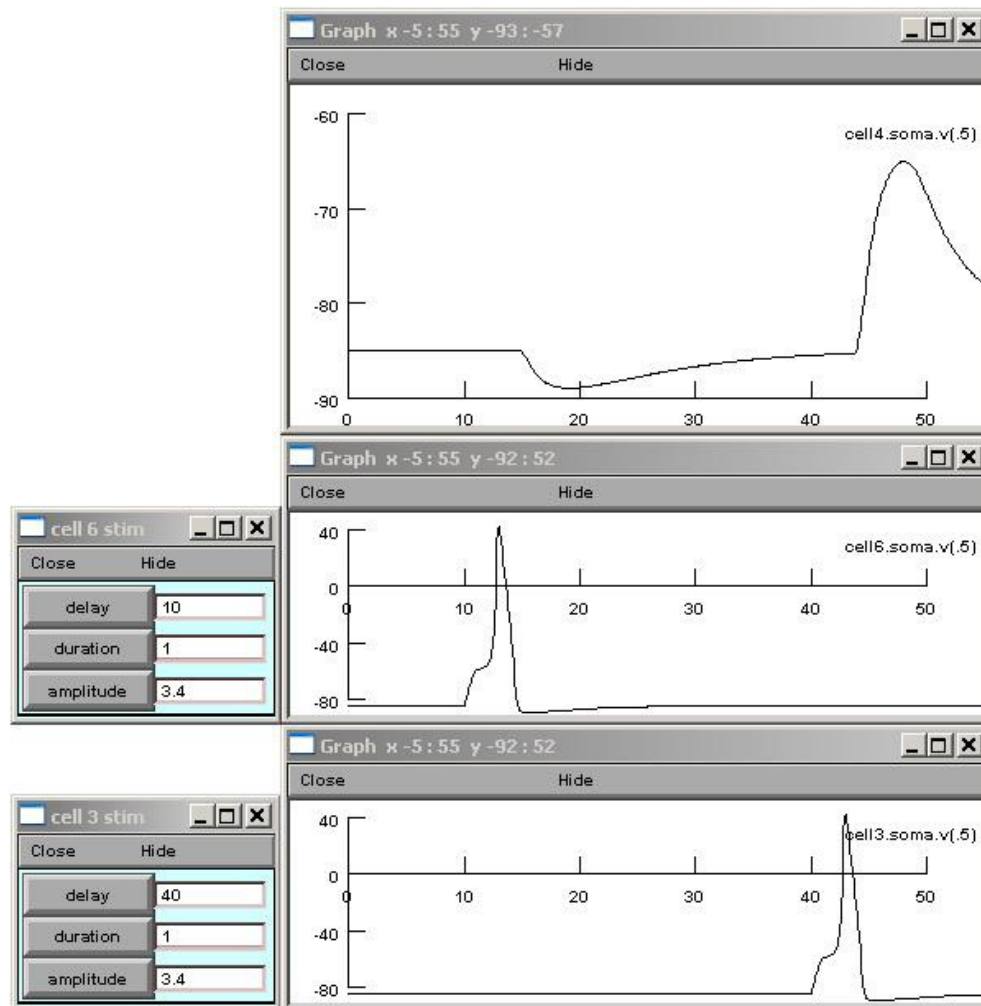 Graph x -5 : 55 y -93 : -57
Close Hide
-60
cell4.soma.v(.5)
-70
-80
-90
0 10 20 30 40 50
Graph x -5 : 55 y -92 : 52
Close Hide
40
cell6.soma.v(.5)
0
0 10 20 30 40 50
-40
-80
cell 6 stim
Close Hide
delay 10
duration 1
amplitude 3.4
Graph x -5 : 55 y -92 : 52
Close Hide
40
cell3.soma.v(.5)
0
0 10 20 30 40 50
-40
-80
cell 3 stim
Close Hide
delay 40
duration 1
amplitude 3.4